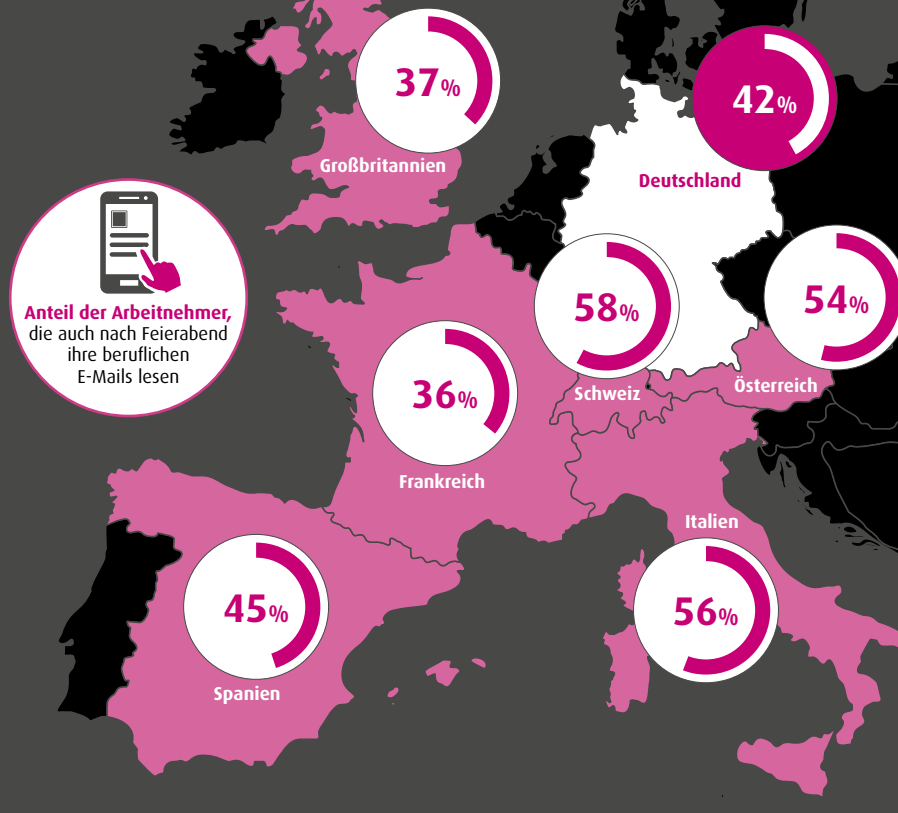 37%
Großbritannien
42%
Deutschland
Anteil der Arbeitnehmer,
die auch nach Feierabend
ihre beruflichen
E-Mails lesen
58%
Schweiz
54%
Österreich
36%
Frankreich
Italien
56%
45%
Spanien